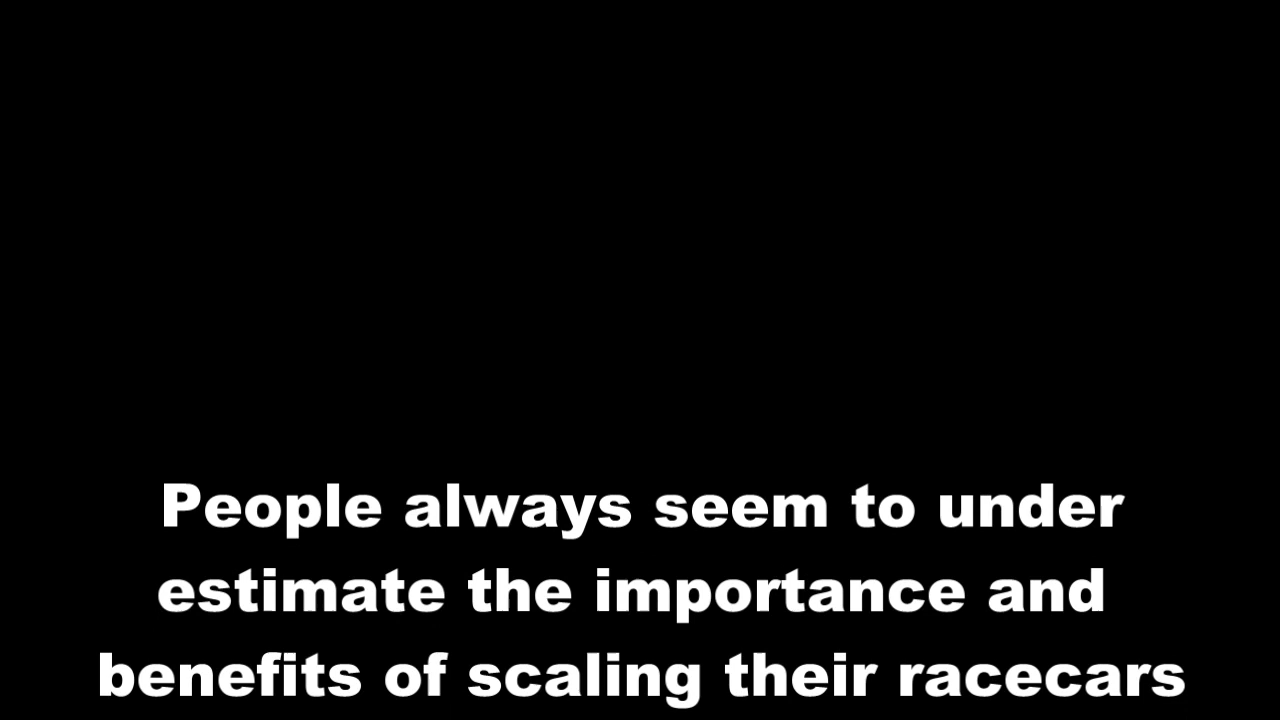 People always seem to under
estimate the importance and
benefits of scaling their racecars